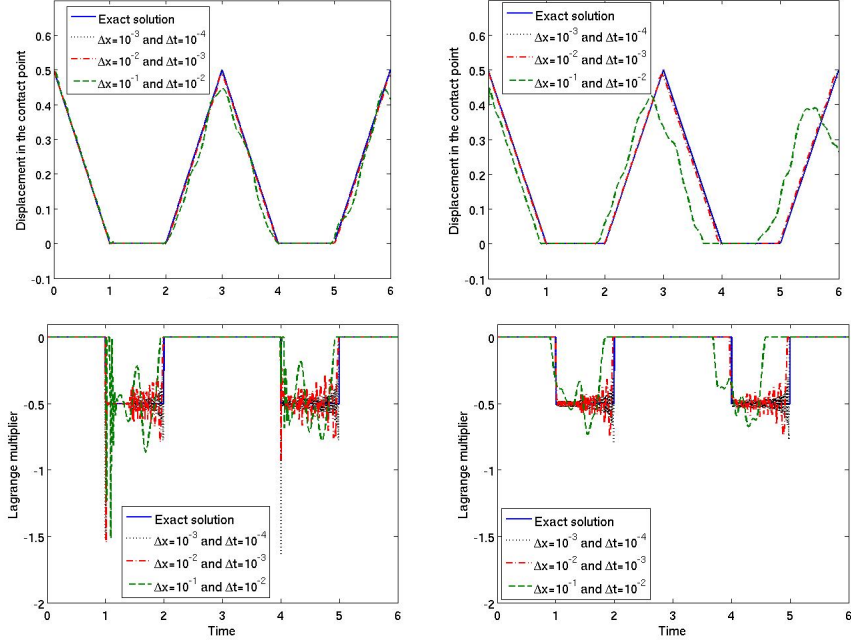 Displacement in the contact point
0.6
0.5
0.4
0.3
0.2
0.1
0
-0.1
Exact solution
Δx=10⁻³ and Δt=10⁻⁴
Δx=10⁻² and Δt=10⁻³
Δx=10⁻¹ and Δt=10⁻²
0 1 2 3 4 5 6
Displacement in the contact point
0.6
0.5
0.4
0.3
0.2
0.1
0
-0.1
Exact solution
Δx=10⁻³ and Δt=10⁻⁴
Δx=10⁻² and Δt=10⁻³
Δx=10⁻¹ and Δt=10⁻²
0 1 2 3 4 5 6
Lagrange multiplier
0
-0.5
-1
-1.5
-2
Exact solution
Δx=10⁻³ and Δt=10⁻⁴
Δx=10⁻² and Δt=10⁻³
Δx=10⁻¹ and Δt=10⁻²
0 1 2 3 4 5 6
Time
Lagrange multiplier
0
-0.5
-1
-1.5
-2
Exact solution
Δx=10⁻³ and Δt=10⁻⁴
Δx=10⁻² and Δt=10⁻³
Δx=10⁻¹ and Δt=10⁻²
0 1 2 3 4 5 6
Time